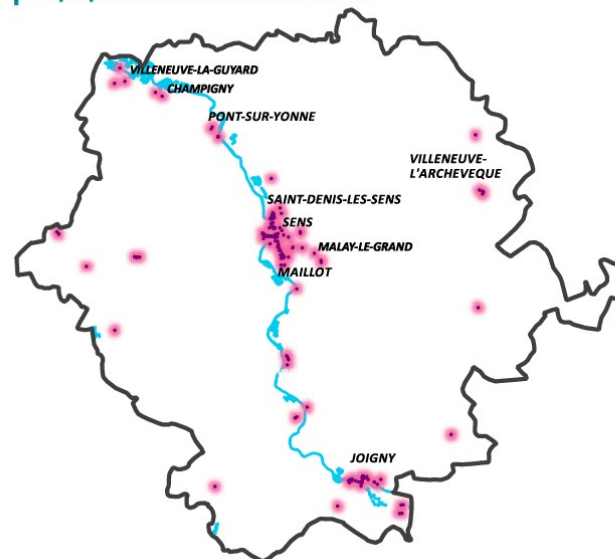 VILLENEUVE-LA-GUYARD
CHAMPIGNY
PONT-SUR-YONNE
VILLENEUVE-
L'ARCHEVEQUE
SAINT-DENIS-LES-SENS
SENS
MALAY-LE-GRAND
MAILLOT
JOIGNY